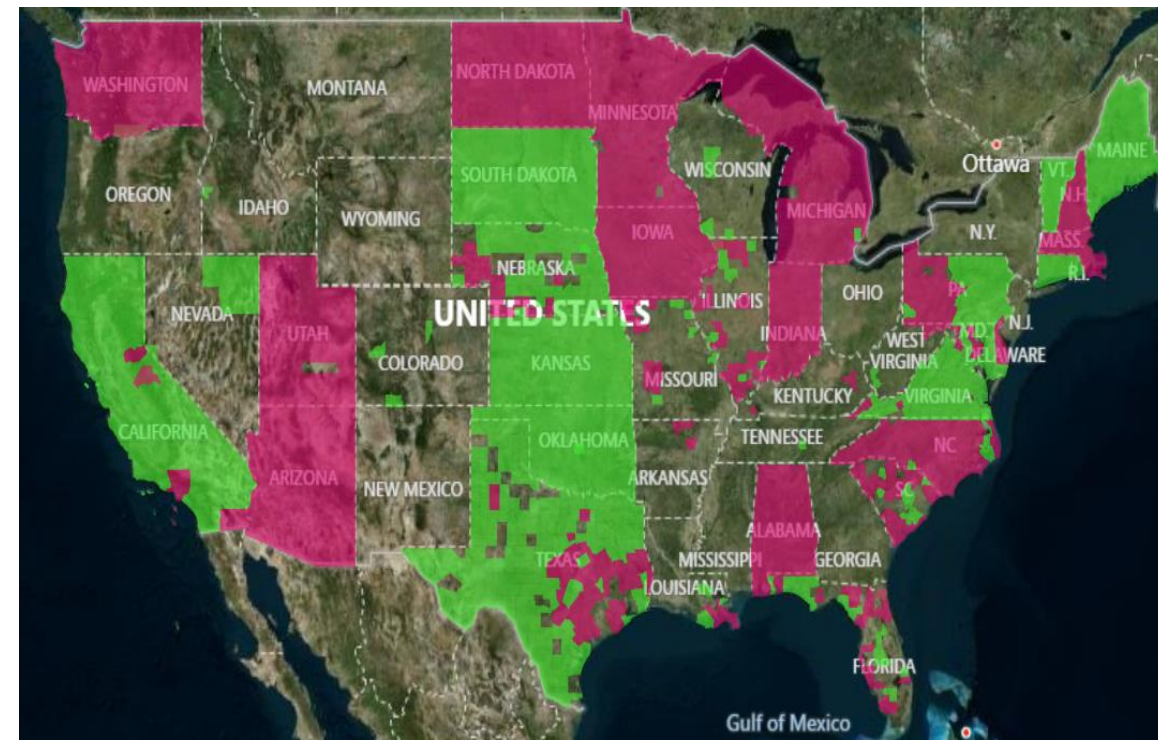 WASHINGTON
MONTANA
NORTH DAKOTA
MINNESOTA
Ottawa
MAINE
VT.
N.H.
OREGON
IDAHO
WYOMING
SOUTH DAKOTA
WISCONSIN
MICHIGAN
N.Y.
MASS.
R.I.
IOWA
NEBRASKA
ILLINOIS
INDIANA
OHIO
PA
N.J.
NEVADA
UTAH
COLORADO
UNITED STATES
KANSAS
MISSOURI
WEST
VIRGINIA
MD.
DELAWARE
KENTUCKY
VIRGINIA
CALIFORNIA
ARIZONA
NEW MEXICO
OKLAHOMA
ARKANSAS
TENNESSEE
NC
SC
TEXAS
LOUISIANA
MISSISSIPPI
ALABAMA
GEORGIA
FLORIDA
Gulf of Mexico